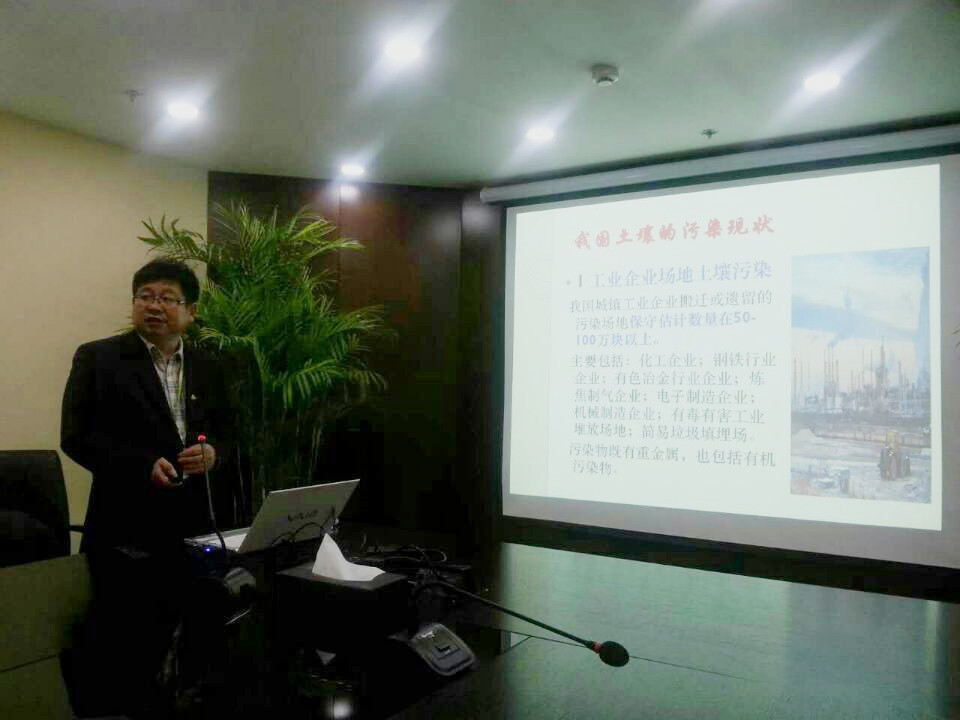 我国土壤的污染现状
• 1 工业企业场地土壤污染
我国城镇工业企业搬迁或遗留的
污染场地保守估计数量在50-
100万块以上。
主要包括：化工企业；钢铁行业
企业；有色冶金行业企业；炼
焦制气企业；电子制造企业；
机械制造企业；有毒有害工业
堆放场地；简易垃圾填埋场。
污染物既有重金属，也包括有机
污染物。